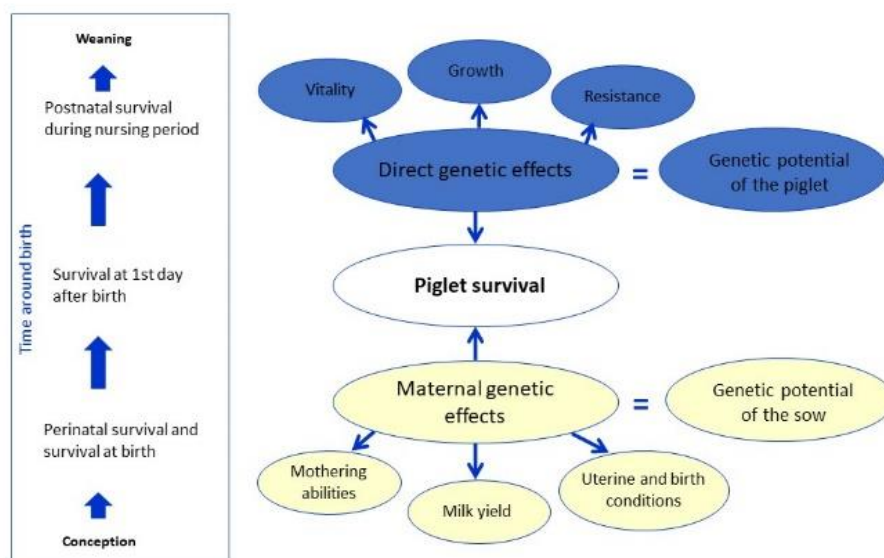 Weaning
Postnatal survival
during nursing period
Survival at 1st day
after birth
Perinatal survival and
survival at birth
Conception
Time around birth
Vitality
Growth
Resistance
Direct genetic effects
=
Genetic potential
of the piglet
Piglet survival
Maternal genetic
effects
=
Genetic potential
of the sow
Mothering
abilities
Milk yield
Uterine and birth
conditions